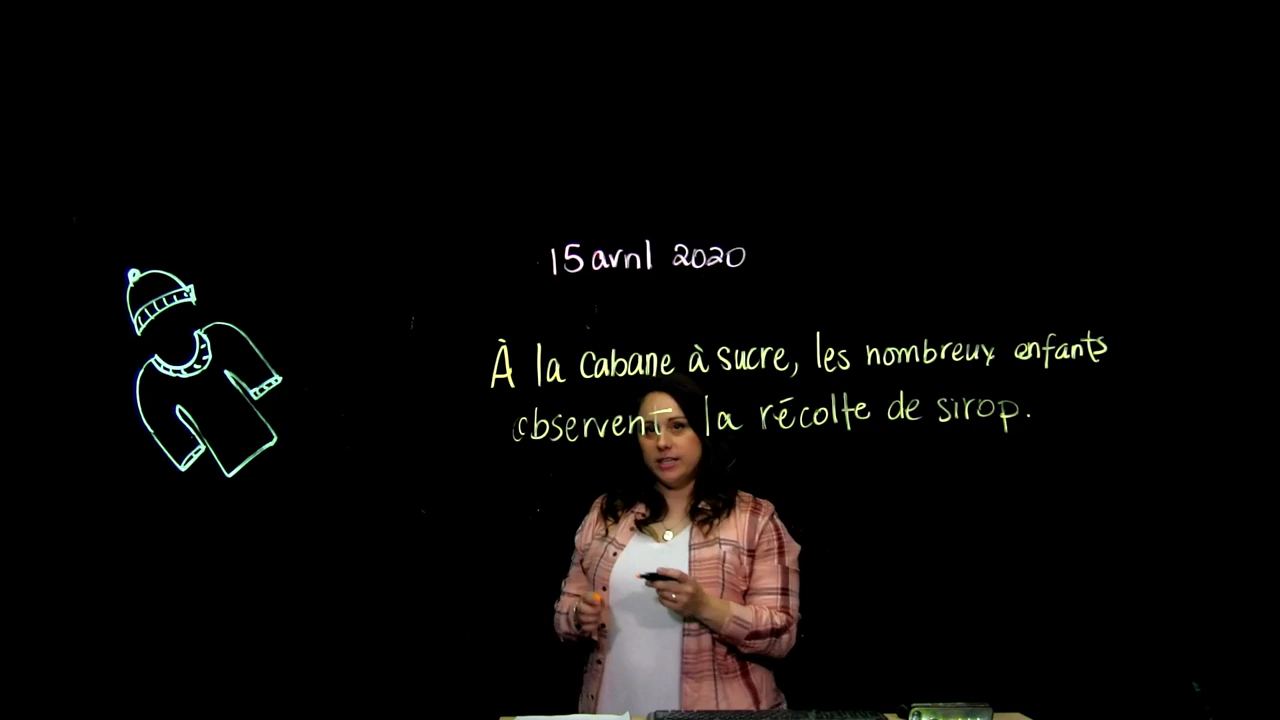 15 avril 2020
À la cabane à sucre, les nombreux enfants
observent la récolte de sirop.